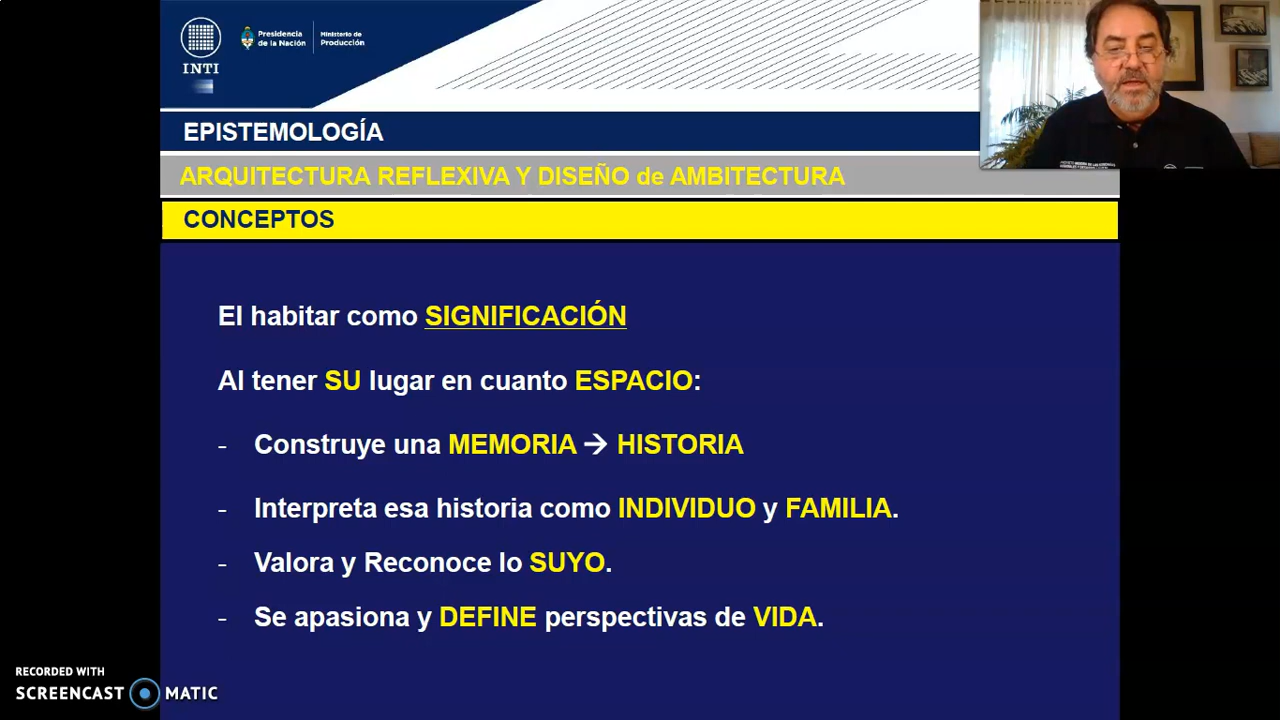 INTI
Presidencia
de la Nación
Ministerio de
Producción
EPISTEMOLOGÍA
ARQUITECTURA REFLEXIVA Y DISEÑO de AMBITECTURA
CONCEPTOS
El habitar como SIGNIFICACIÓN
Al tener SU lugar en cuanto ESPACIO:
- Construye una MEMORIA → HISTORIA
- Interpreta esa historia como INDIVIDUO y FAMILIA.
- Valora y Reconoce lo SUYO.
- Se apasiona y DEFINE perspectivas de VIDA.
RECORDED WITH
SCREENCAST MATIC